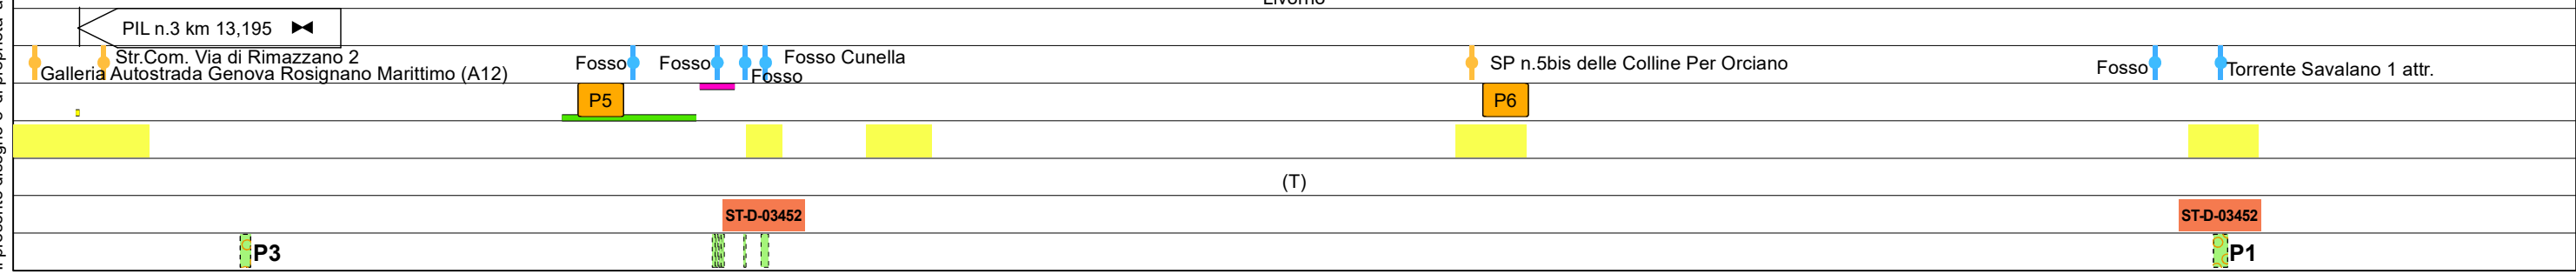 Livorno
PIL n.3 km 13,195
Str.Com. Via di Rimazzano 2
Galleria Autostrada Genova Rosignano Marittimo (A12)
Fosso
Fosso
Fosso
Fosso Cunella
SP n.5bis delle Colline Per Orciano
Fosso
Torrente Savalano 1 attr.
P5
P6
(T)
ST-D-03452
ST-D-03452
P3
P1